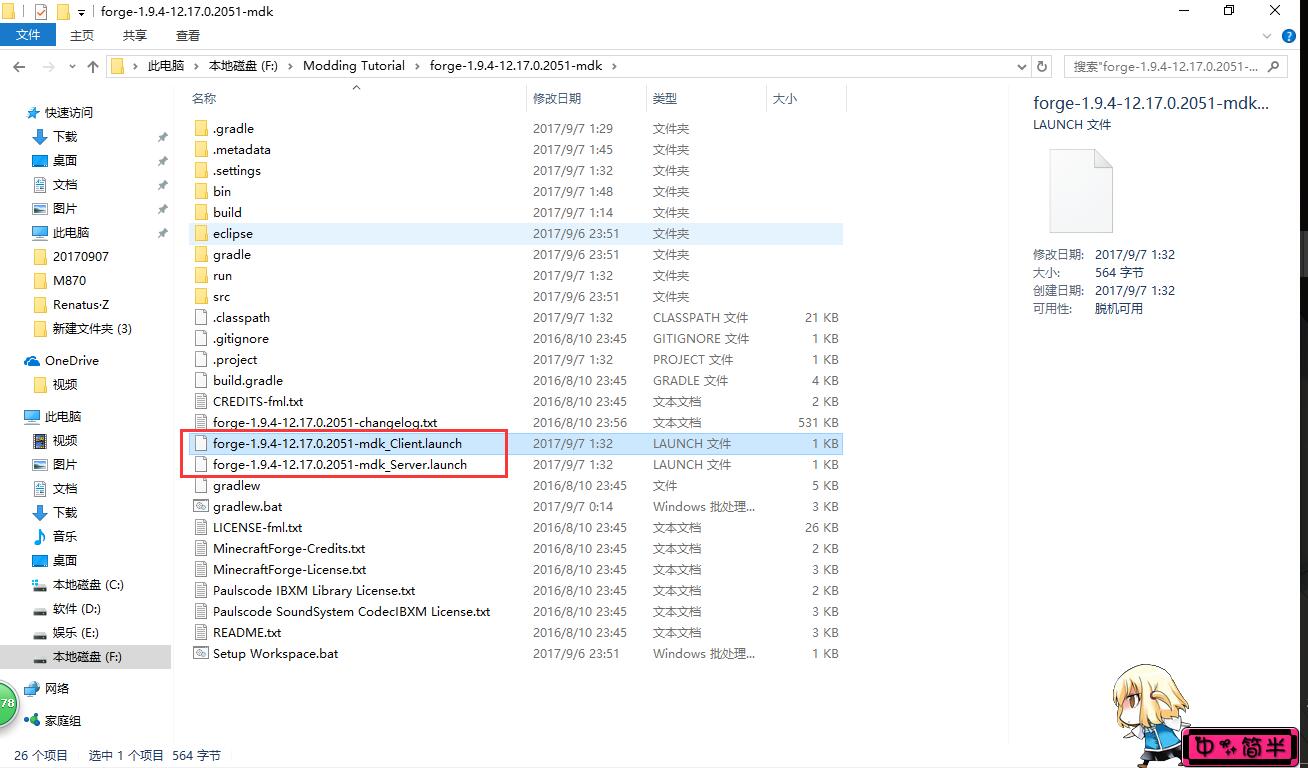 forge-1.9.4-12.17.0.2051-mdk
文件 主页 共享 查看
此电脑 本地磁盘 (F:) Modding Tutorial forge-1.9.4-12.17.0.2051-mdk
搜索"forge-1.9.4-12.17.0.2051-...
快速访问
下载
桌面
文档
图片
此电脑
20170907
M870
Renatus·Z
新建文件夹 (3)
OneDrive
视频
此电脑
视频
图片
文档
下载
音乐
桌面
本地磁盘 (C:)
软件 (D:)
娱乐 (E:)
本地磁盘 (F:)
网络
家庭组
78
名称 修改日期 类型 大小
.gradle 2017/9/7 1:29 文件夹
.metadata 2017/9/7 1:45 文件夹
.settings 2017/9/7 1:32 文件夹
bin 2017/9/7 1:48 文件夹
build 2017/9/7 1:14 文件夹
eclipse 2017/9/6 23:51 文件夹
gradle 2017/9/6 23:51 文件夹
run 2017/9/7 1:32 文件夹
src 2017/9/6 23:51 文件夹
.classpath 2017/9/7 1:32 CLASSPATH 文件 21 KB
.gitignore 2016/8/10 23:45 GITIGNORE 文件 1 KB
.project 2017/9/7 1:32 PROJECT 文件 1 KB
build.gradle 2016/8/10 23:45 GRADLE 文件 4 KB
CREDITS-fml.txt 2016/8/10 23:45 文本文档 2 KB
forge-1.9.4-12.17.0.2051-changelog.txt 2016/8/10 23:56 文本文档 531 KB
forge-1.9.4-12.17.0.2051-mdk_Client.launch 2017/9/7 1:32 LAUNCH 文件 1 KB
forge-1.9.4-12.17.0.2051-mdk_Server.launch 2017/9/7 1:32 LAUNCH 文件 1 KB
gradlew 2016/8/10 23:45 文件 5 KB
gradlew.bat 2017/9/7 0:14 Windows 批处理... 3 KB
LICENSE-fml.txt 2016/8/10 23:45 文本文档 26 KB
MinecraftForge-Credits.txt 2016/8/10 23:45 文本文档 2 KB
MinecraftForge-License.txt 2016/8/10 23:45 文本文档 3 KB
Paulscode IBXM Library License.txt 2016/8/10 23:45 文本文档 2 KB
Paulscode SoundSystem CodecIBXM License.txt 2016/8/10 23:45 文本文档 3 KB
README.txt 2016/8/10 23:45 文本文档 3 KB
Setup Workspace.bat 2017/9/6 23:51 Windows 批处理... 1 KB
forge-1.9.4-12.17.0.2051-mdk...
LAUNCH 文件
修改日期: 2017/9/7 1:32
大小: 564 字节
创建日期: 2017/9/7 1:32
可用性: 脱机可用
中 简 半
26 个项目 选中 1 个项目 564 字节